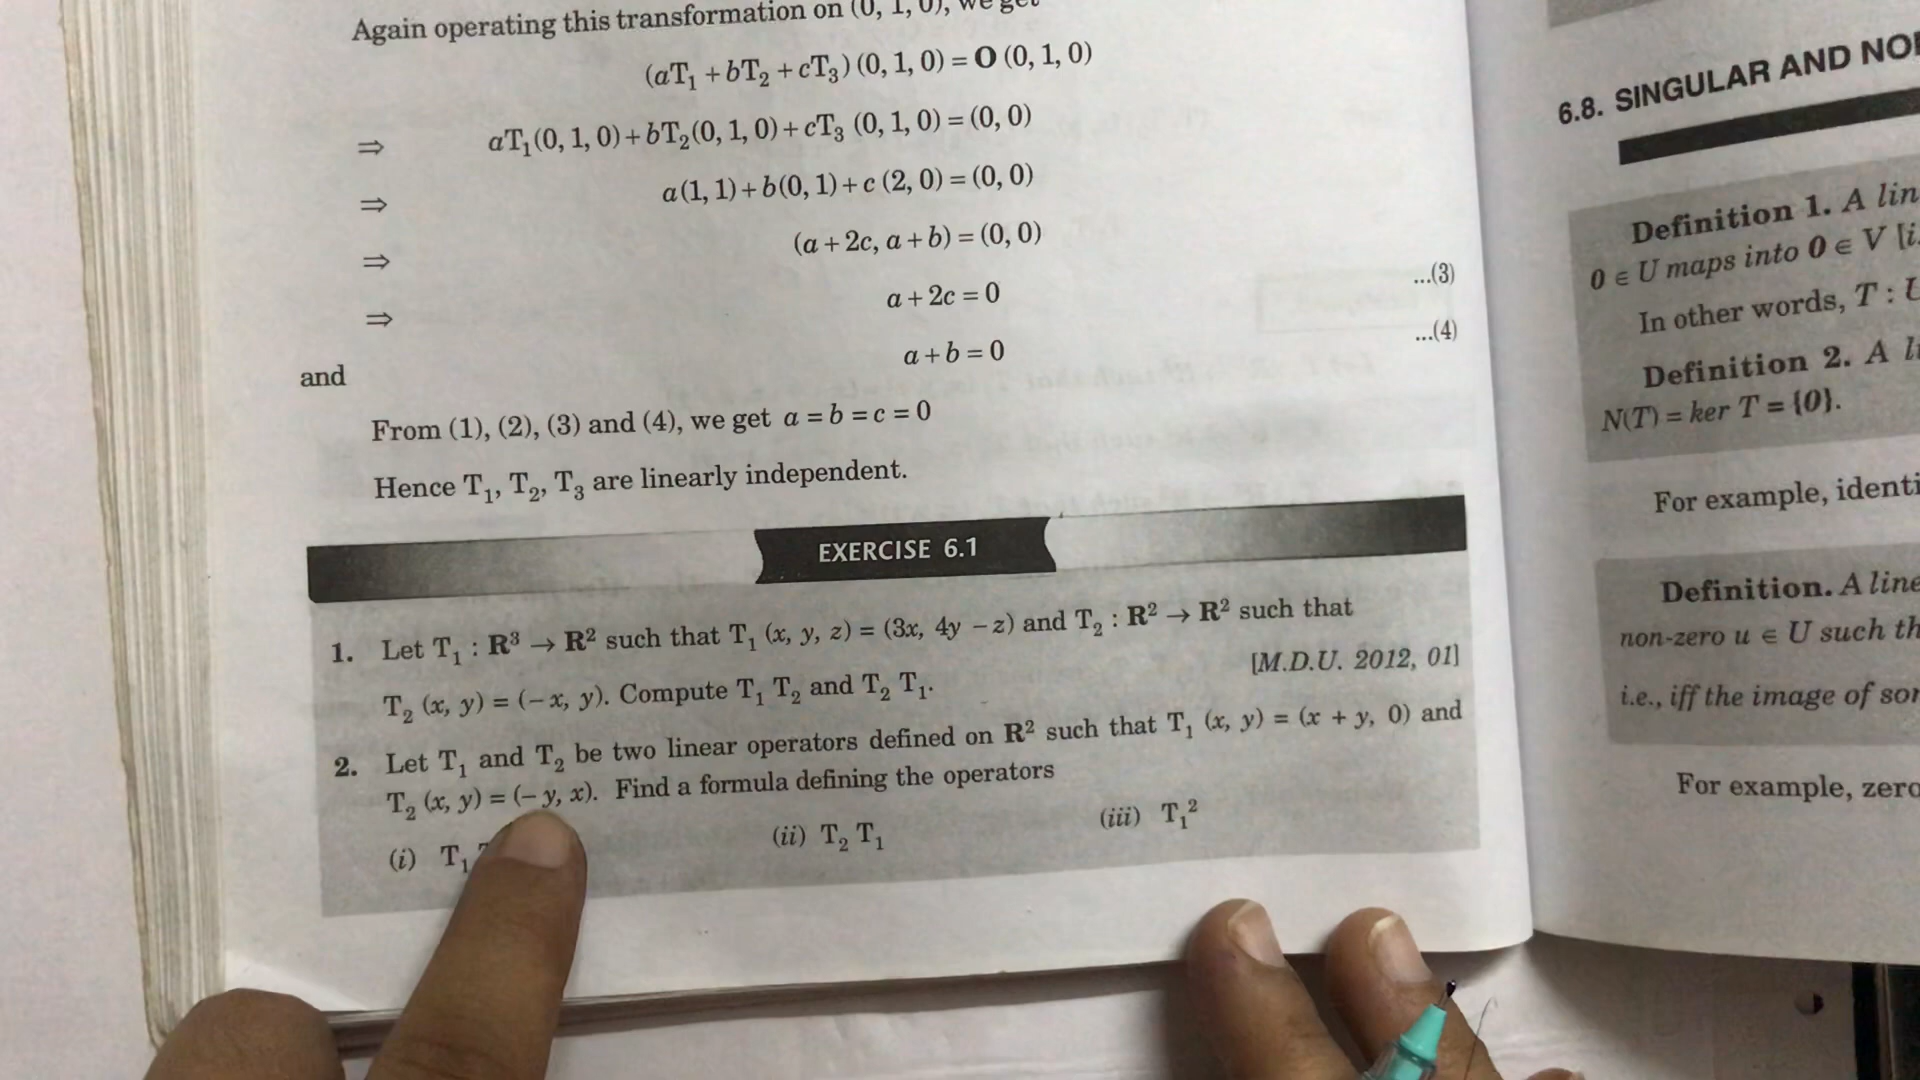 Again operating this transformation on (0, 1, 0), we get
(aT₁ + bT₂ + cT₃) (0, 1, 0) = O (0, 1, 0)
⇒ aT₁(0, 1, 0) + bT₂(0, 1, 0) + cT₃ (0, 1, 0) = (0, 0)
⇒ a(1, 1) + b(0, 1) + c (2, 0) = (0, 0)
⇒ (a + 2c, a + b) = (0, 0)
⇒ a + 2c = 0 ...(3)
and a + b = 0 ...(4)
From (1), (2), (3) and (4), we get a = b = c = 0
Hence T₁, T₂, T₃ are linearly independent.
EXERCISE 6.1
1. Let T₁ : R³ → R² such that T₁ (x, y, z) = (3x, 4y – z) and T₂ : R² → R² such that
T₂ (x, y) = (– x, y). Compute T₁ T₂ and T₂ T₁. [M.D.U. 2012, 01]
2. Let T₁ and T₂ be two linear operators defined on R² such that T₁ (x, y) = (x + y, 0) and
T₂ (x, y) = (– y, x). Find a formula defining the operators
(i) T₁ (ii) T₂ T₁ (iii) T₁²
6.8. SINGULAR AND
Definition 1. A
0 ∈ U maps into 0 ∈ V
In other words, T :
Definition 2. A
N(T) = ker T = {0}.
For example,
Definition. A
non-zero u ∈ U such
i.e., iff the image of
For example, zero